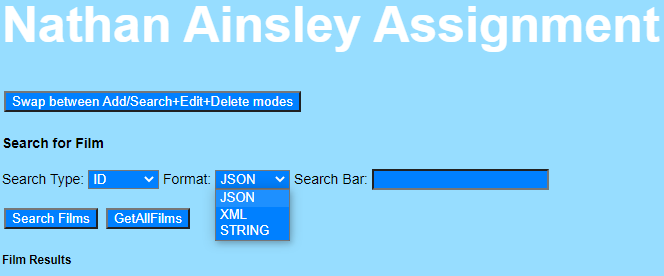 Nathan Ainsley Assignment
Swap between Add/Search+Edit+Delete modes
Search for Film
Search Type: ID Format: JSON Search Bar:
JSON
Search Films GetAllFilms XML
STRING
Film Results